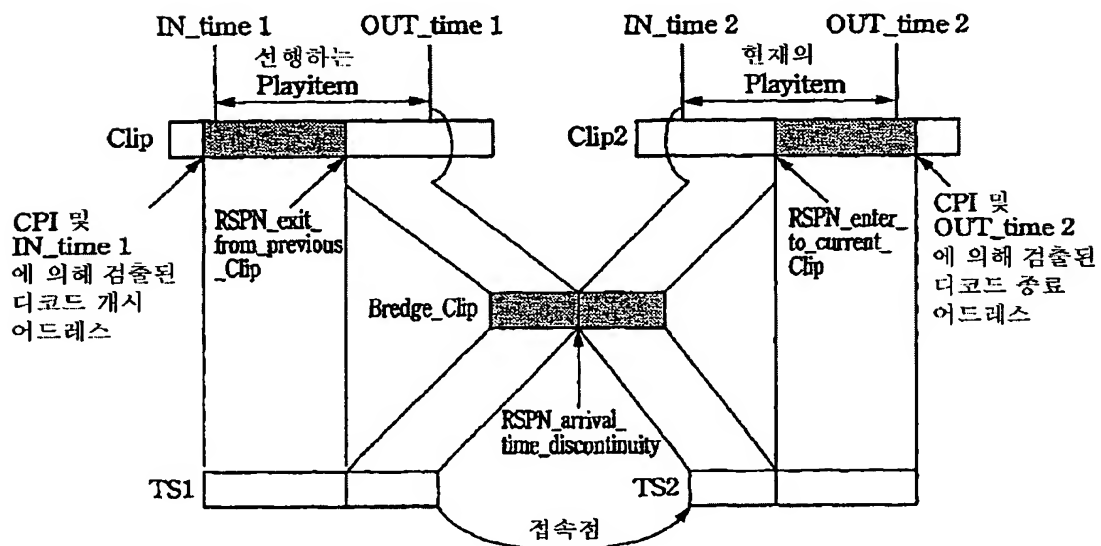 IN_time 1
OUT_time 1
IN_time 2
OUT_time 2
선행하는
Playitem
현재의
Playitem
Clip
Clip2
CPI 및
IN_time 1
에 의해 검출된
디코드 개시
어드레스
RSPN_exit_
from_previous
_Clip
RSPN_enter_
to_current_
Clip
CPI 및
OUT_time 2
에 의해 검출된
디코드 종료
어드레스
Bredge_Clip
RSPN_arrival_
time_discontinuity
TS1
TS2
접속점